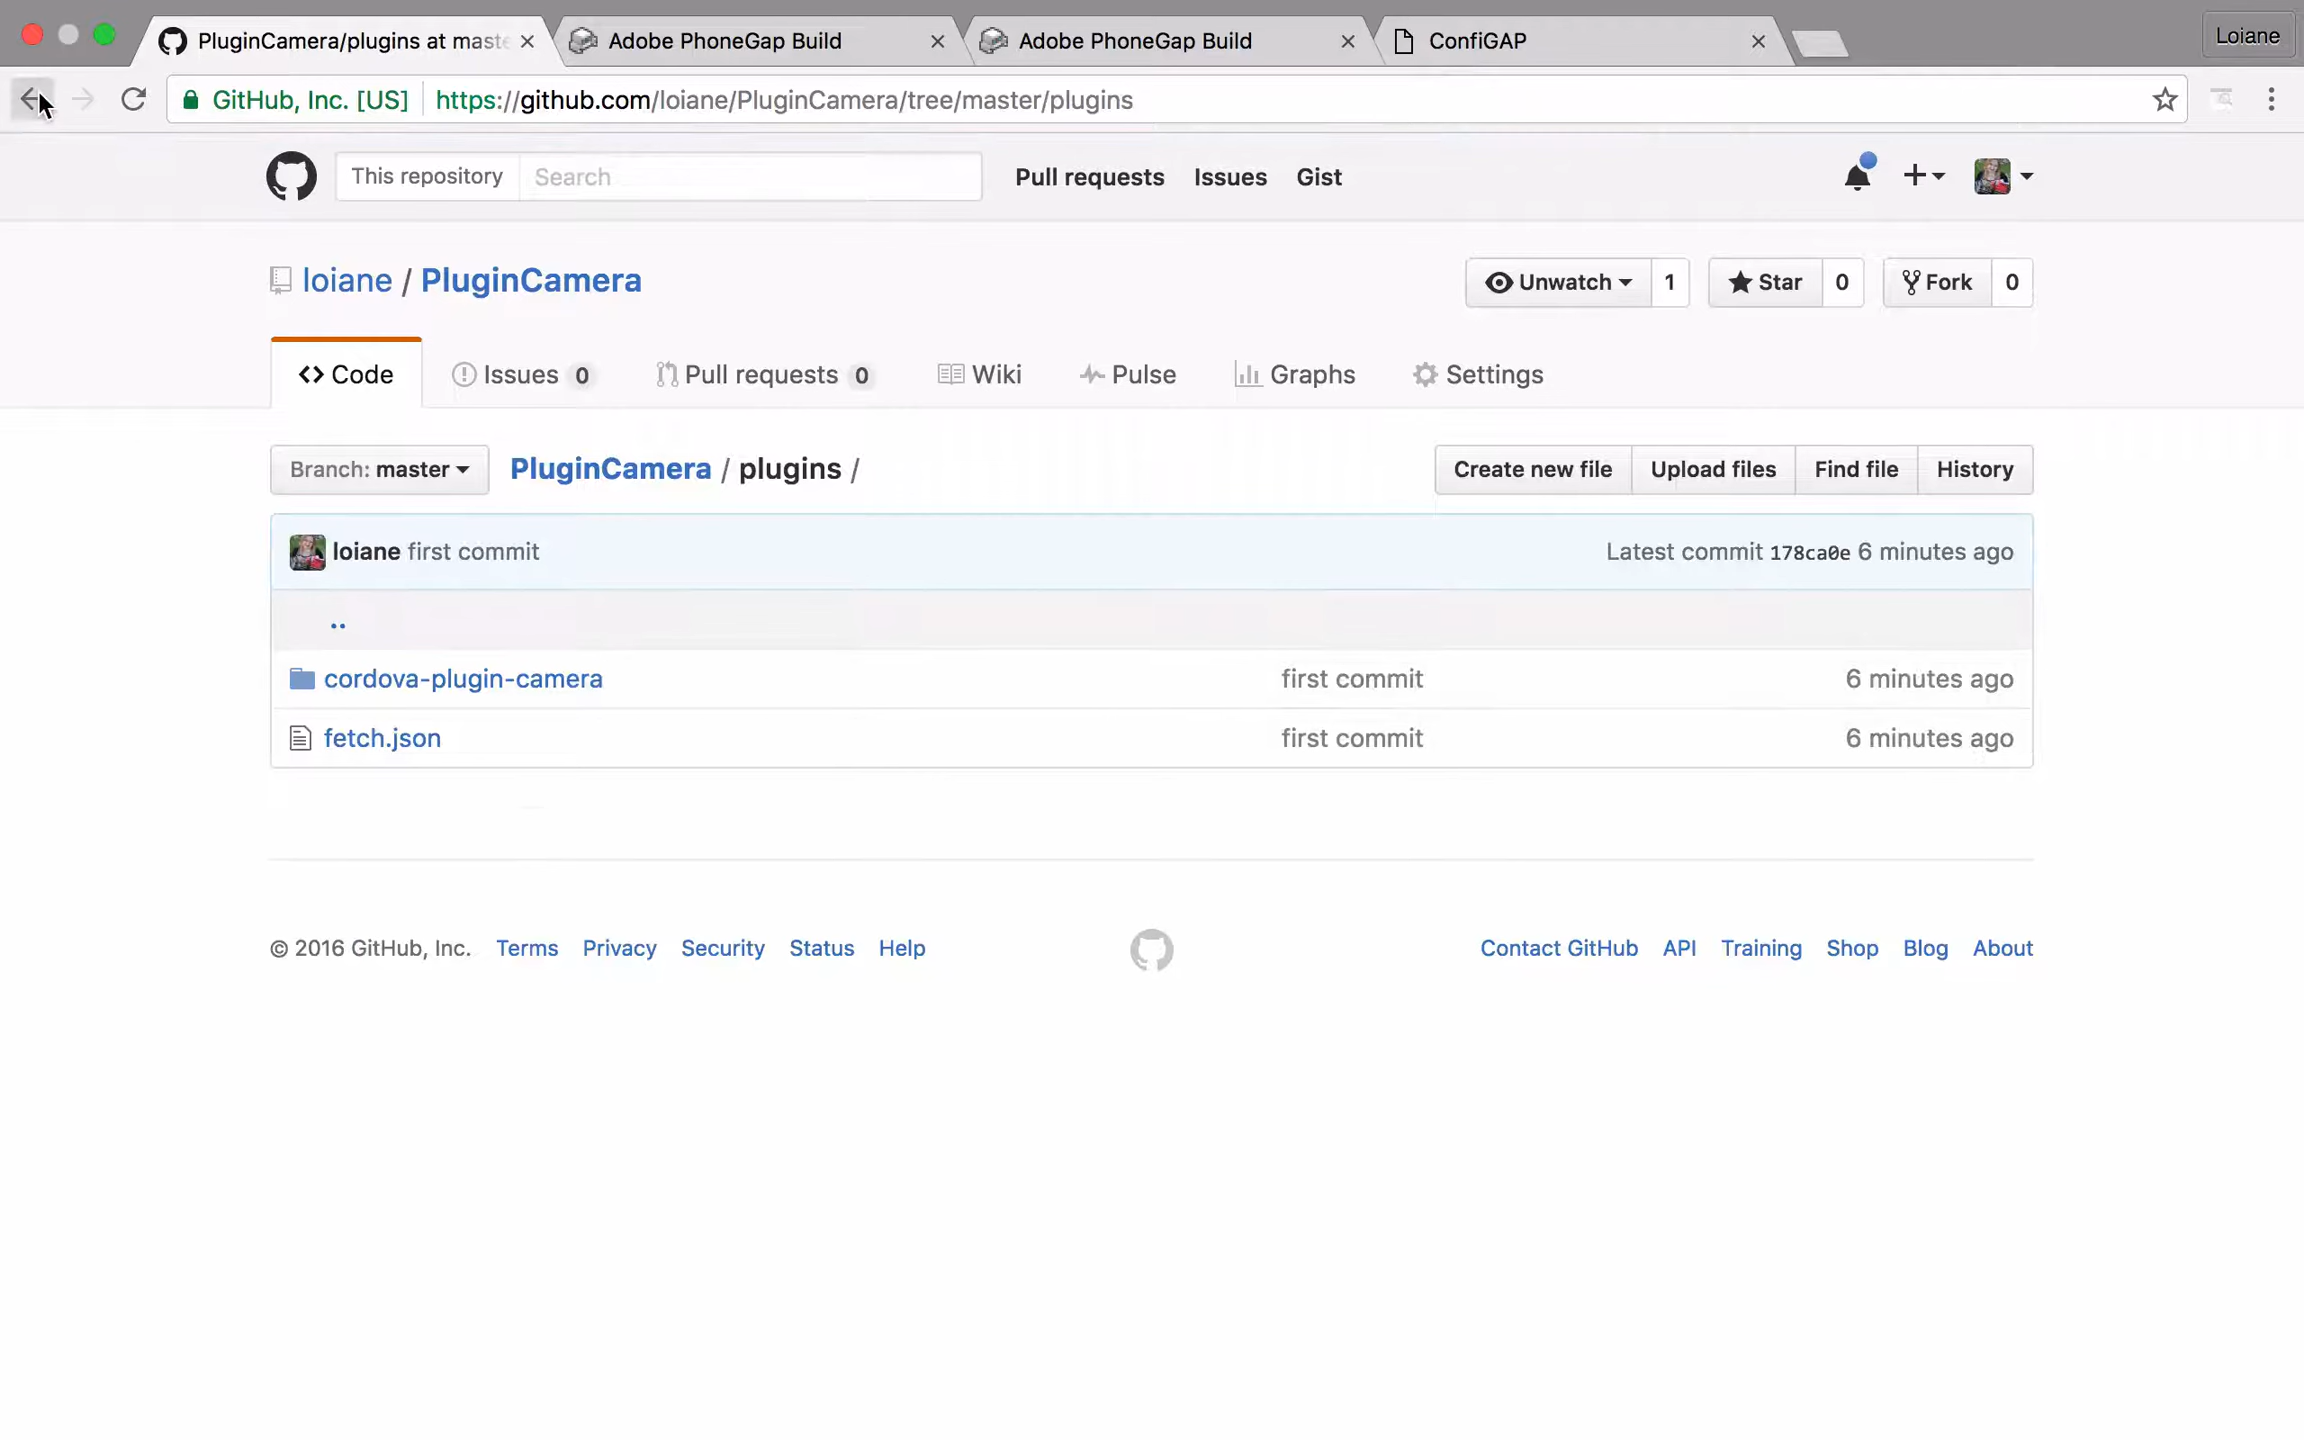 PluginCamera/plugins at maste
Adobe PhoneGap Build
Adobe PhoneGap Build
ConfiGAP
Loiane
GitHub, Inc. [US] https://github.com/loiane/PluginCamera/tree/master/plugins
This repository Search Pull requests Issues Gist
loiane / PluginCamera Unwatch 1 Star 0 Fork 0
Code Issues 0 Pull requests 0 Wiki Pulse Graphs Settings
Branch: master PluginCamera / plugins / Create new file Upload files Find file History
loiane first commit Latest commit 178ca0e 6 minutes ago
..
cordova-plugin-camera first commit 6 minutes ago
fetch.json first commit 6 minutes ago
© 2016 GitHub, Inc. Terms Privacy Security Status Help Contact GitHub API Training Shop Blog About